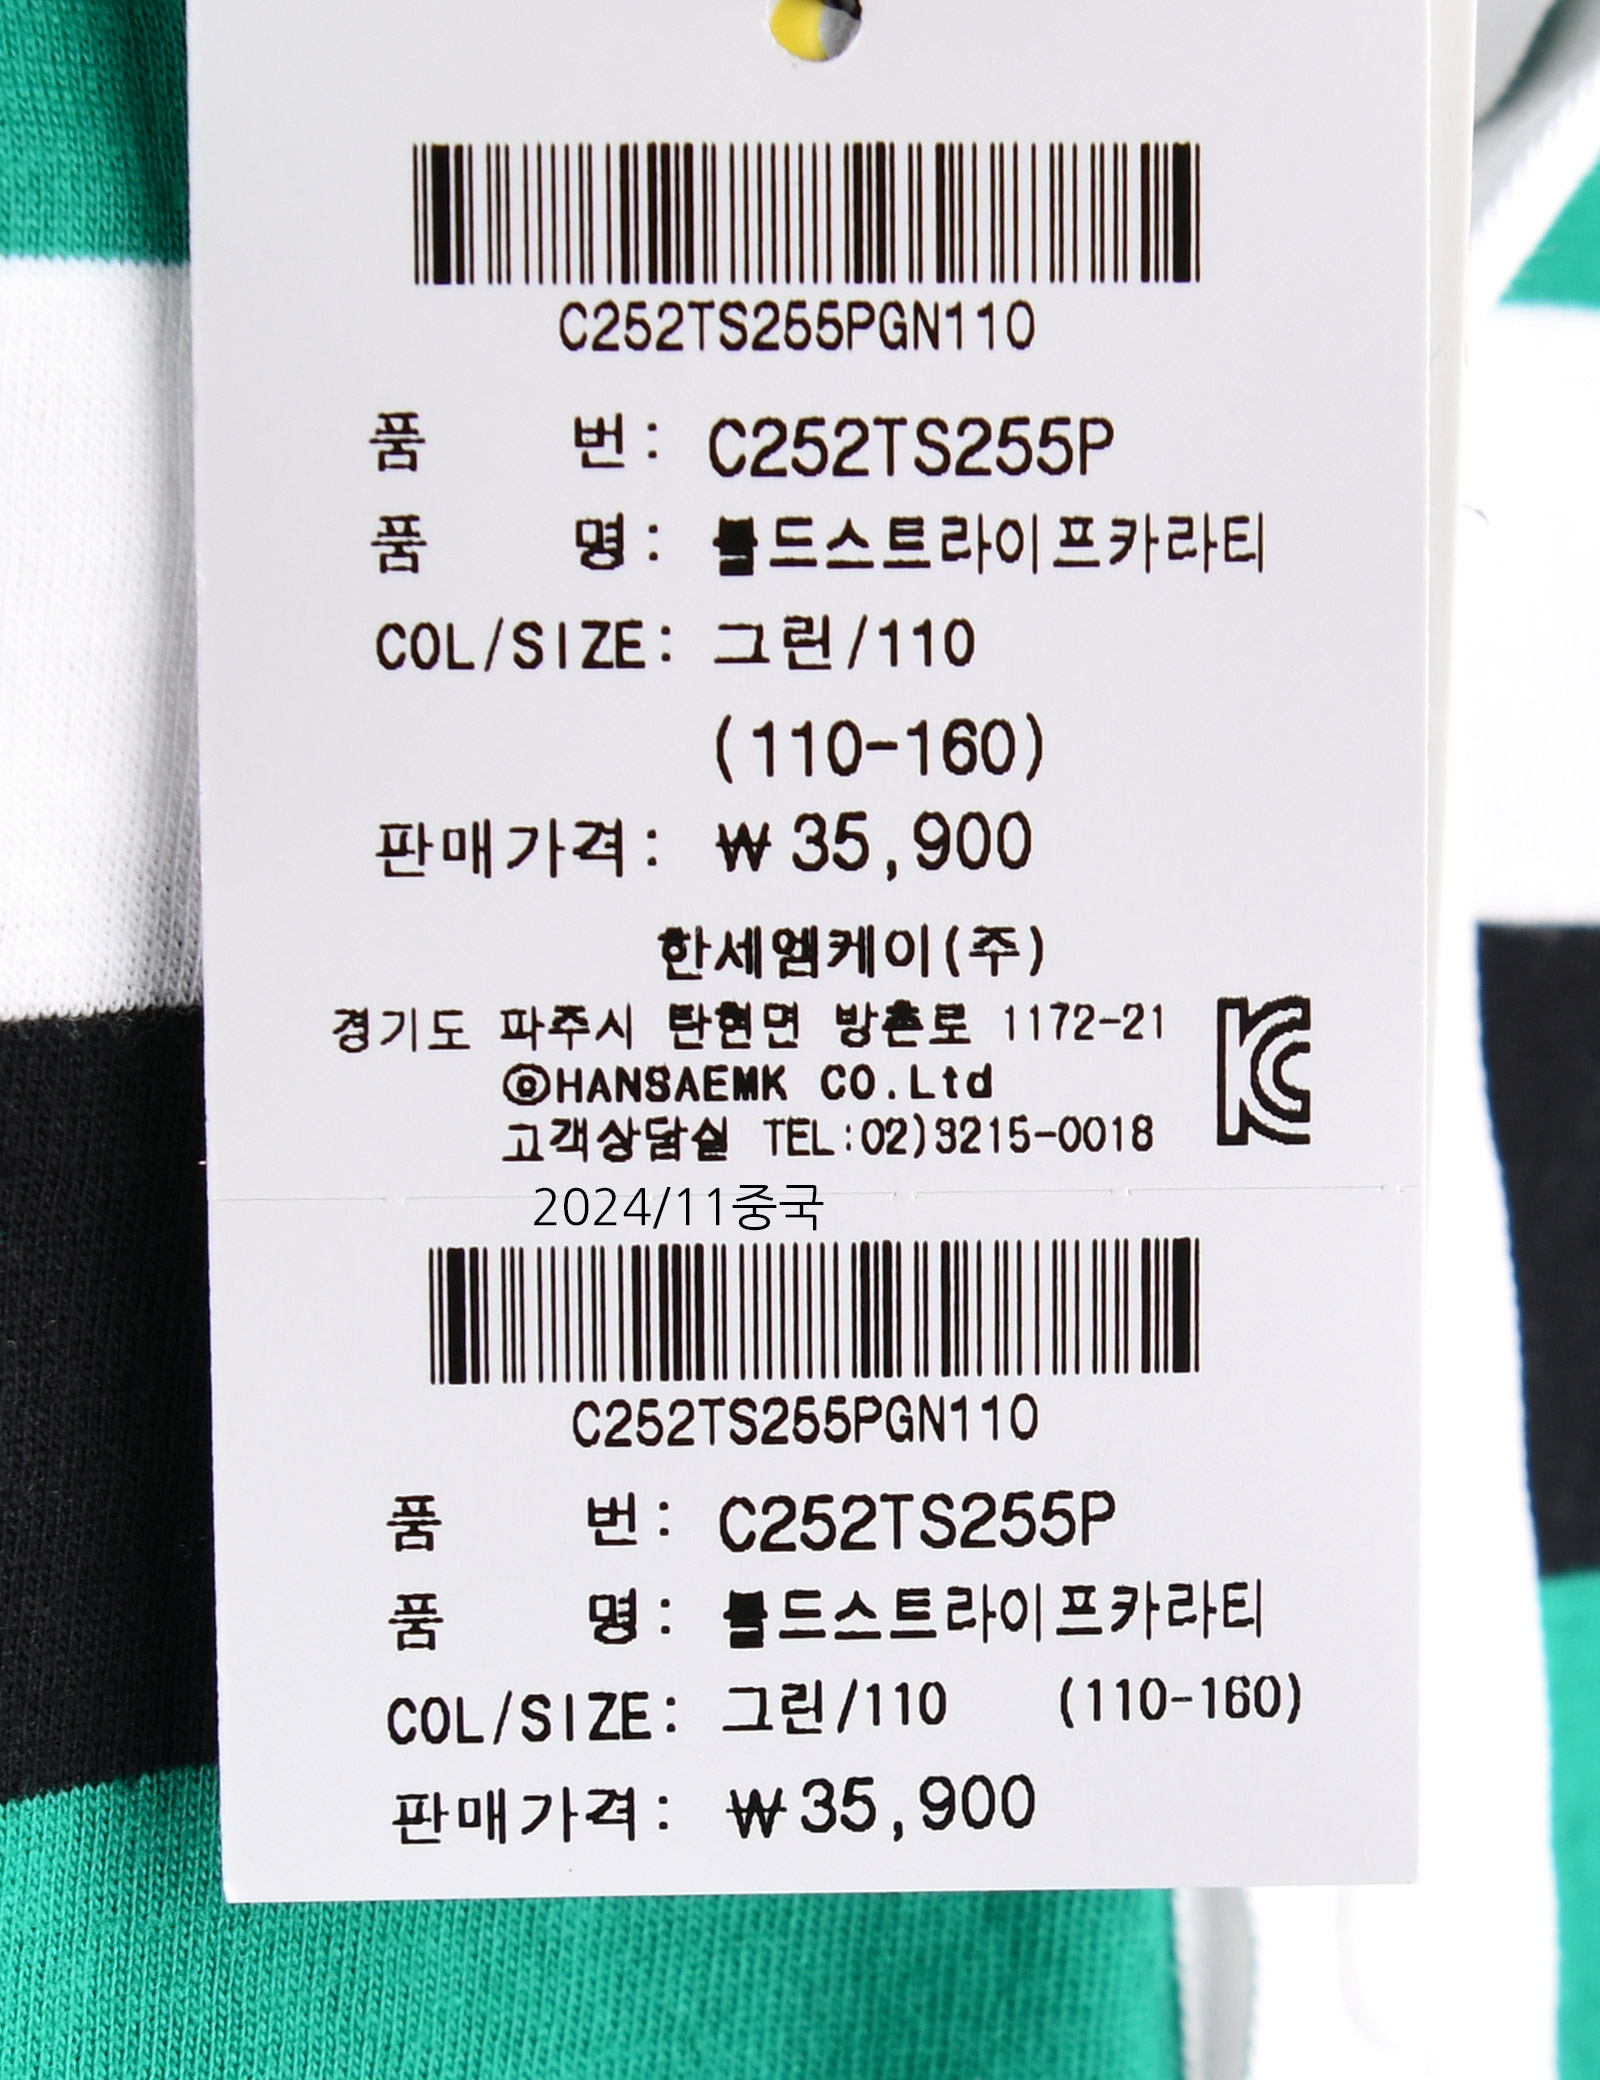 C252TS255PGN110
품 번: C252TS255P
품 명: 볼드스트라이프카라티
COL/SIZE: 그린/110
(110-160)
판매가격: ₩35,900
한세엠케이(주)
경기도 파주시 탄현면 방촌로 1172-21
ⓒHANSAEMK CO.Ltd
고객상담실 TEL:02)3215-0018
KC
2024/11중국
C252TS255PGN110
품 번: C252TS255P
품 명: 볼드스트라이프카라티
COL/SIZE: 그린/110 (110-160)
판매가격: ₩35,900